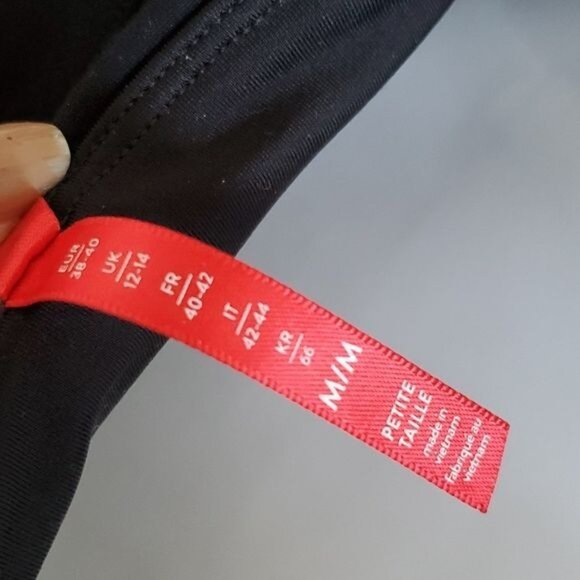 EUR
38-40
UK
12-14
FR
40-42
IT
42-44
KR
66
M/M
PETITE
TAILLE
made in
vietnam
fabrique au
vietnam